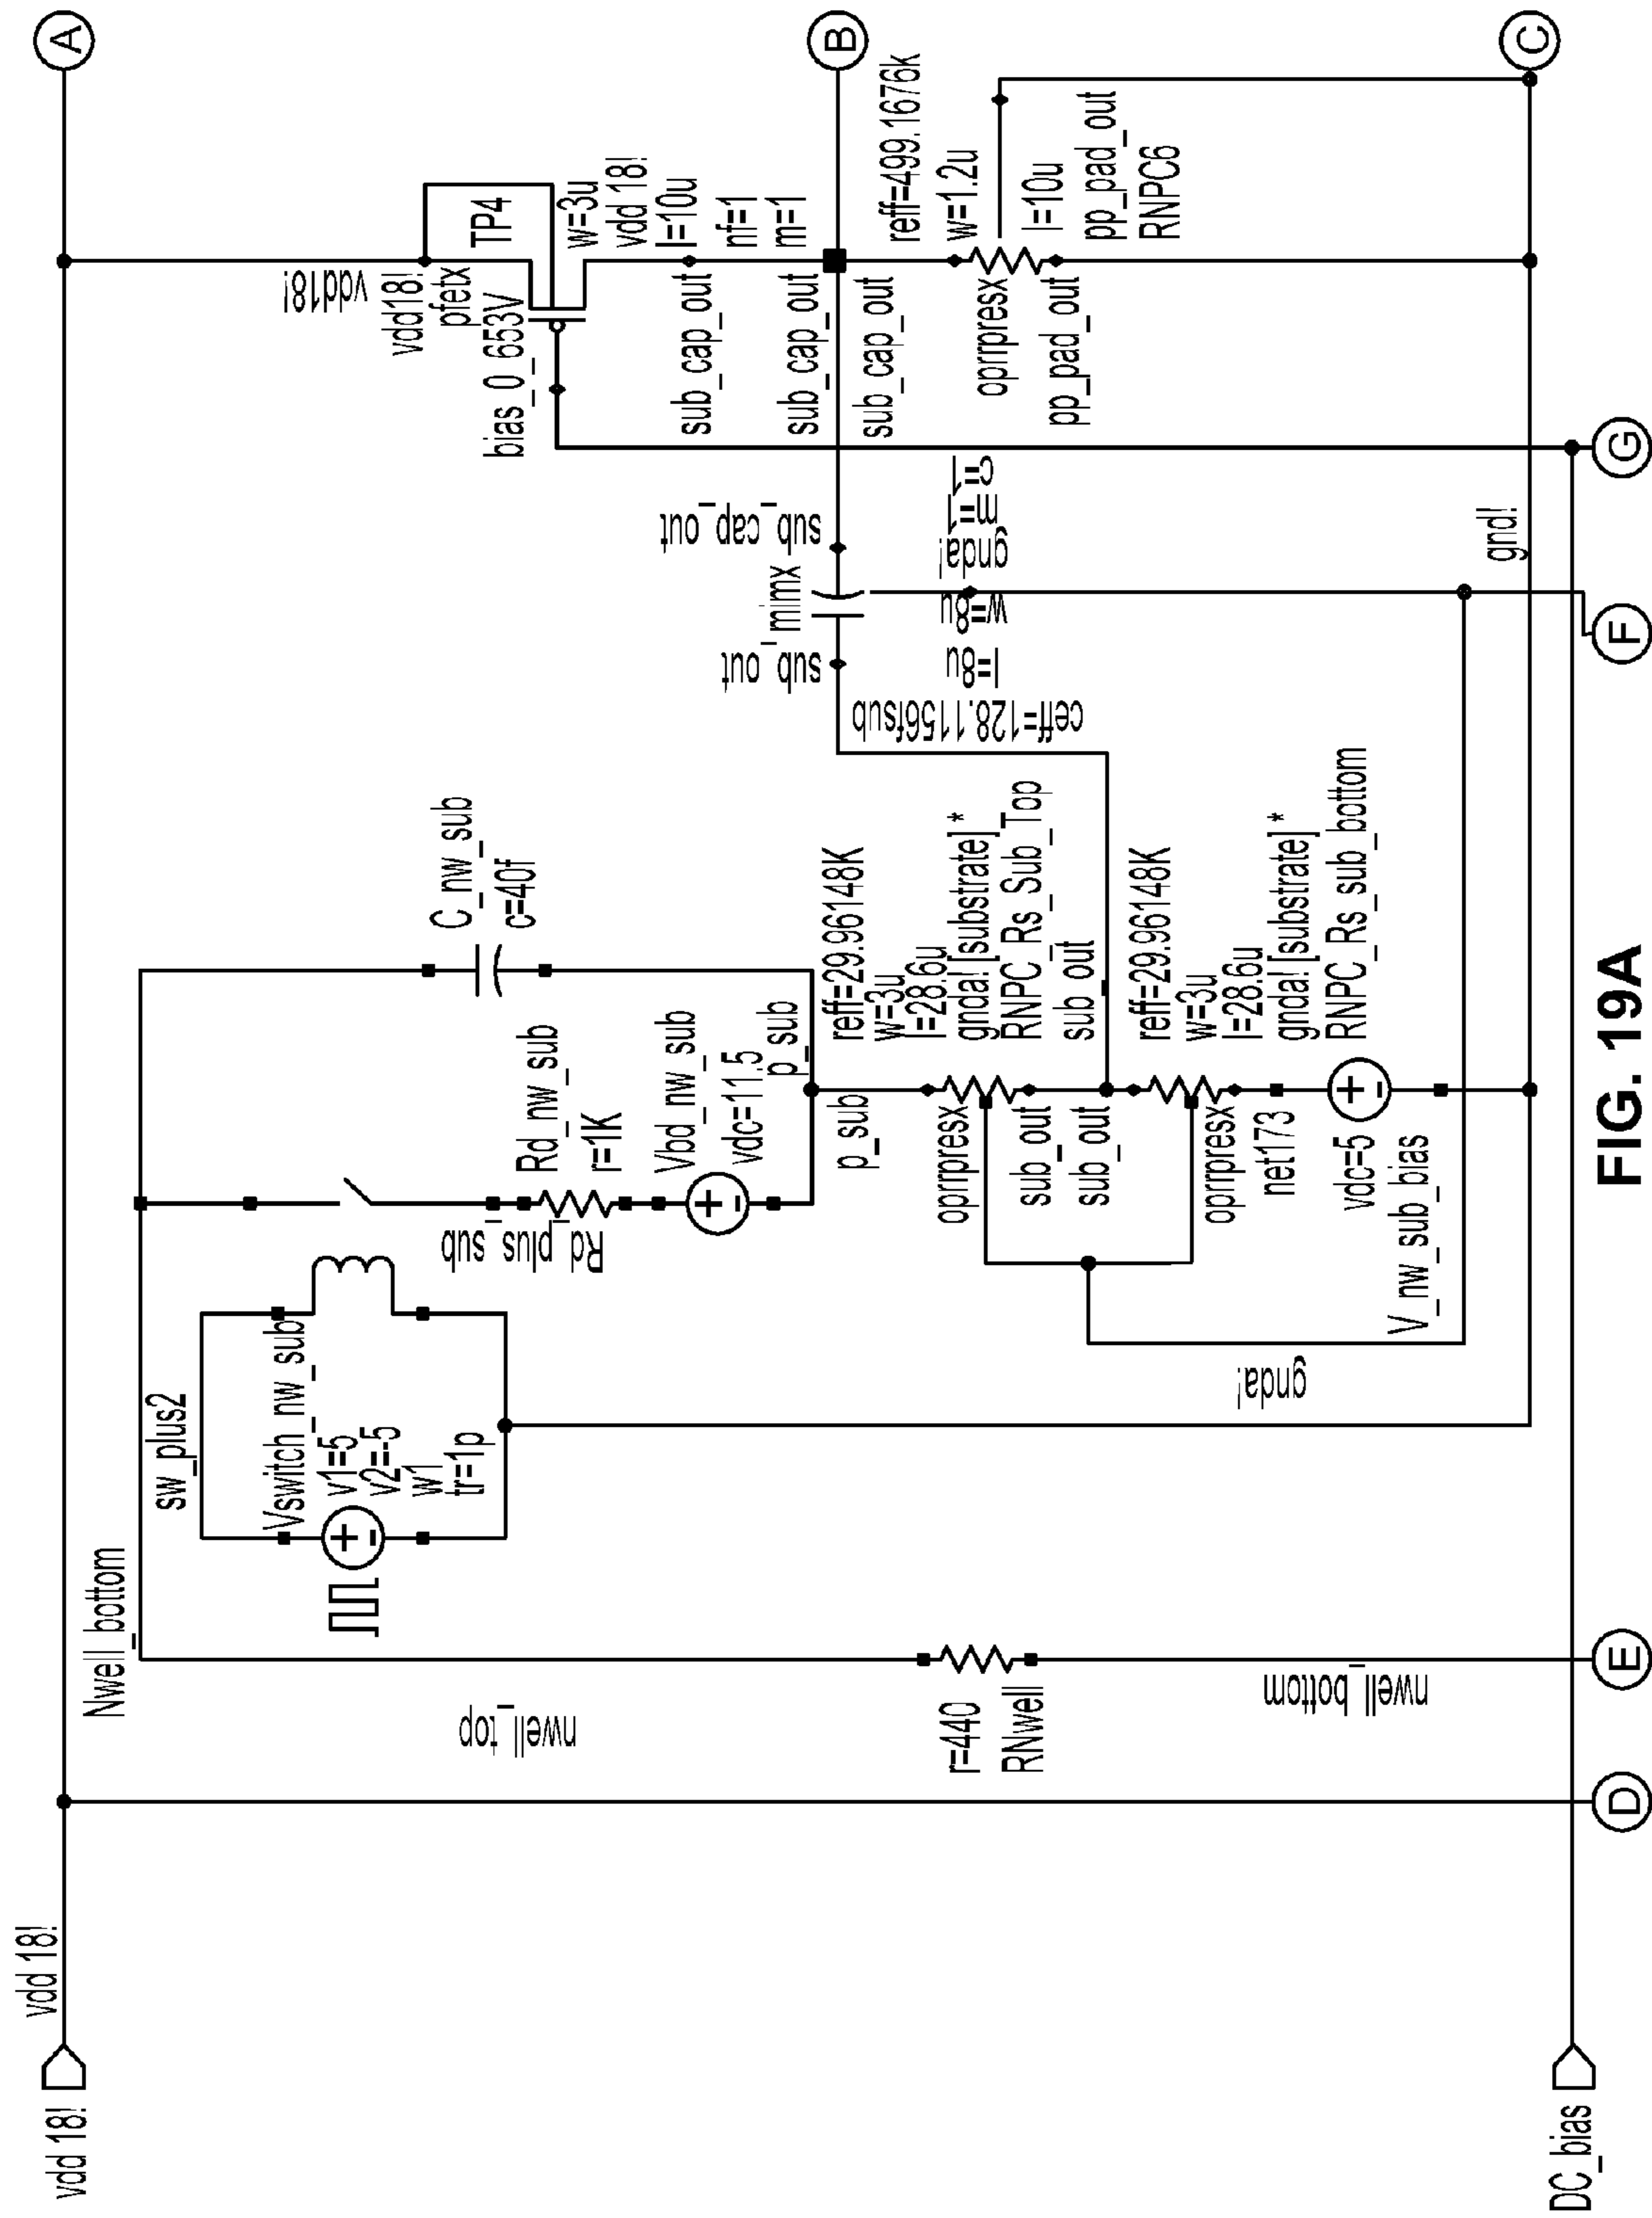 A
vdd 18!
vdd 18!
vdd18!
vdd18!
pfetx
TP4
bias_0_653V
w=3u
vdd 18!
l=10u
nf=1
m=1
sub_cap_out
sub_cap_out
B
sub_cap_out
reff=499.1676k
w=1.2u
oprrpresx
l=10u
pp_pad_out
pp_pad_out
RNPC6
C
sub_cap_out
mimx
sub_out
c=1
m=1
gnda!
w=8u
l=8u
ceff=128.1156fsub
Nwell_bottom
sw_plus2
Vswitch_nw_sub
v1=5
v2=-5
w1
tr=1p
C_nw_sub
c=40f
Rd_plus_sub
Rd_nw_sub
r=1K
Vbd_nw_sub
vdc=11.5
p_sub
p_sub
reff=29.96148K
w=3u
l=28.6u
oprrpresx
gnda! [substrate] *
RNPC_Rs_Sub_Top
sub_out
sub_out
sub_out
reff=29.96148K
w=3u
l=28.6u
oprrpresx
gnda! [substrate] *
net173
RNPC_Rs_sub_bottom
vdc=5
V_nw_sub_bias
gnda!
gnd!
nwell_top
r=440
RNwell
nwell_bottom
DC_bias
D
E
F
G
FIG. 19A